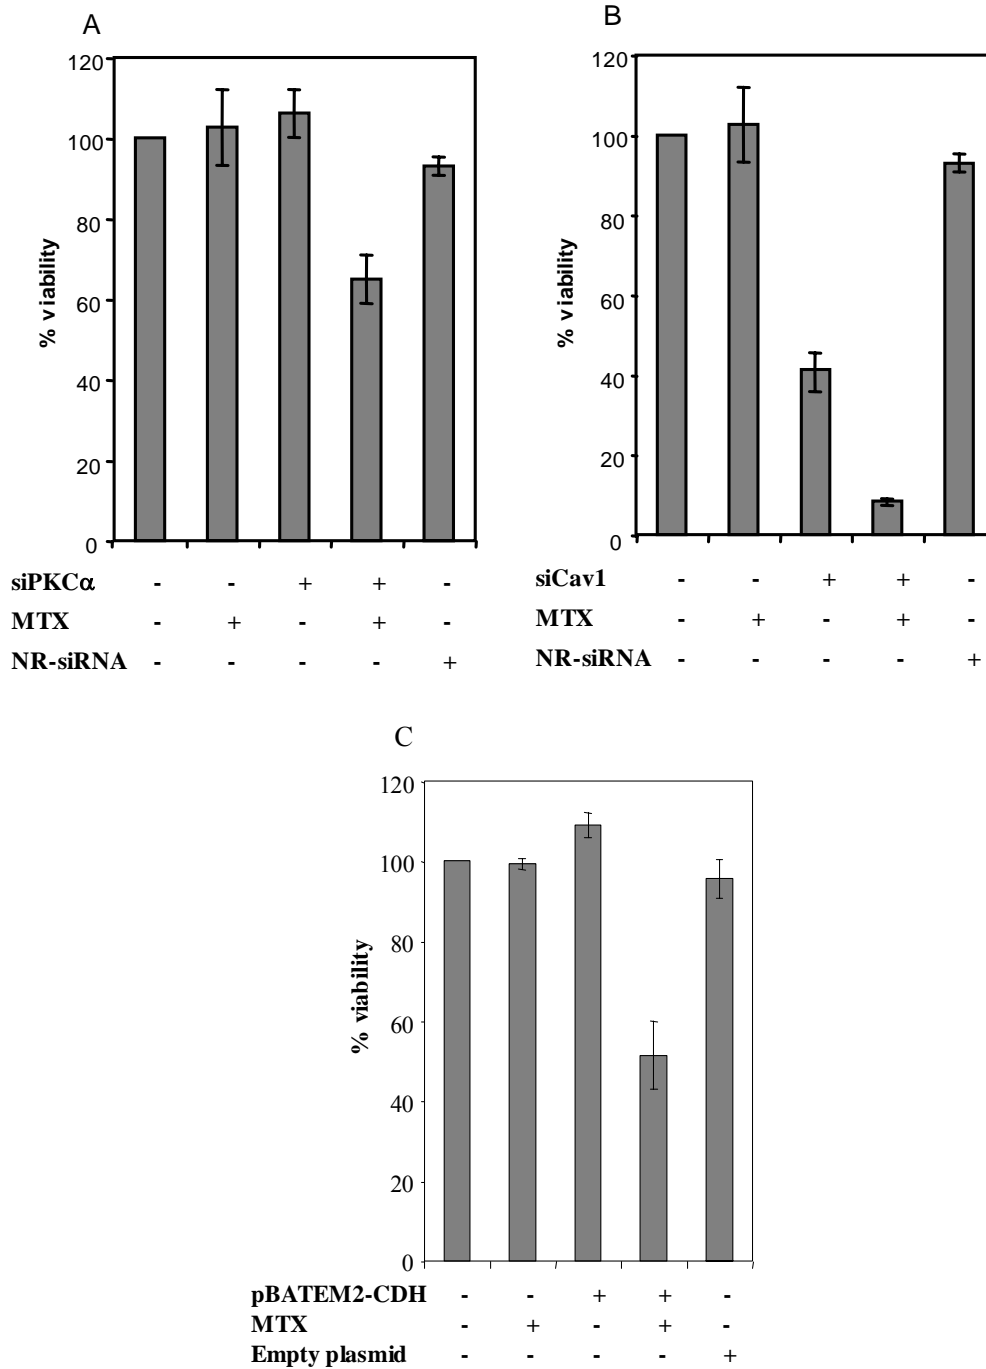 A
% viability
120
100
80
60
40
20
0
siPKCα - - + + -
MTX - + - + -
NR-siRNA - - - - +
B
% viability
120
100
80
60
40
20
0
siCav1 - - + + -
MTX - + - + -
NR-siRNA - - - - +
C
% viability
120
100
80
60
40
20
0
pBATEM2-CDH - - + + -
MTX - + - + -
Empty plasmid - - - - +